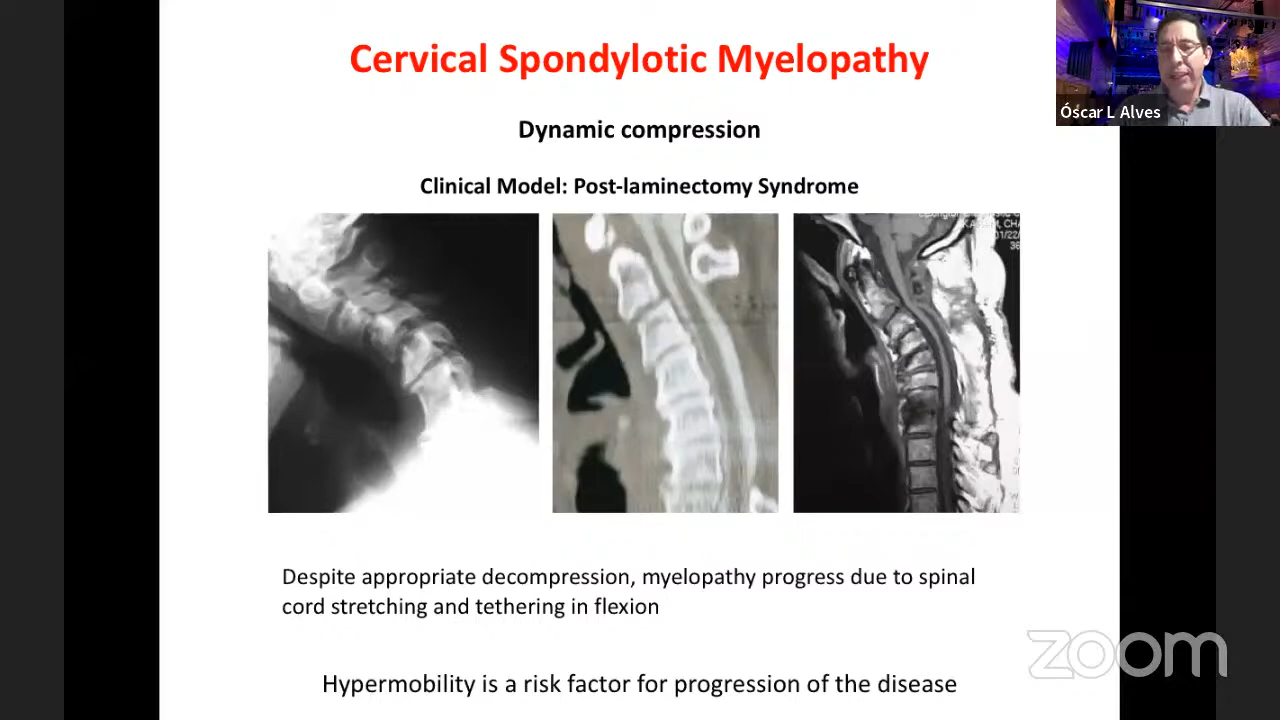 Cervical Spondylotic Myelopathy
Óscar L Alves
Dynamic compression
Clinical Model: Post-laminectomy Syndrome
Despite appropriate decompression, myelopathy progress due to spinal
cord stretching and tethering in flexion
zoom
Hypermobility is a risk factor for progression of the disease